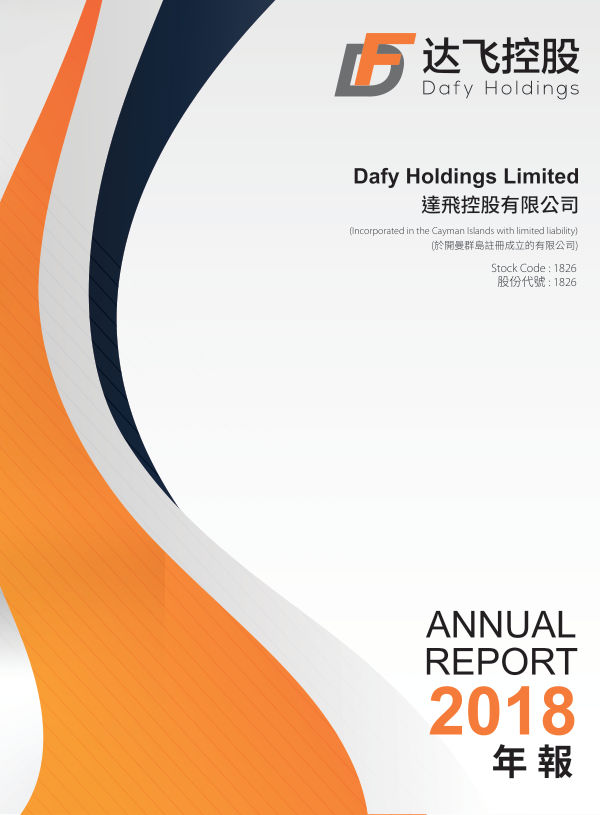 达飞控股
Dafy Holdings
Dafy Holdings Limited
達飛控股有限公司
(Incorporated in the Cayman Islands with limited liability)
(於開曼群島註冊成立的有限公司)
Stock Code : 1826
股份代號 : 1826
ANNUAL
REPORT
2018
年報